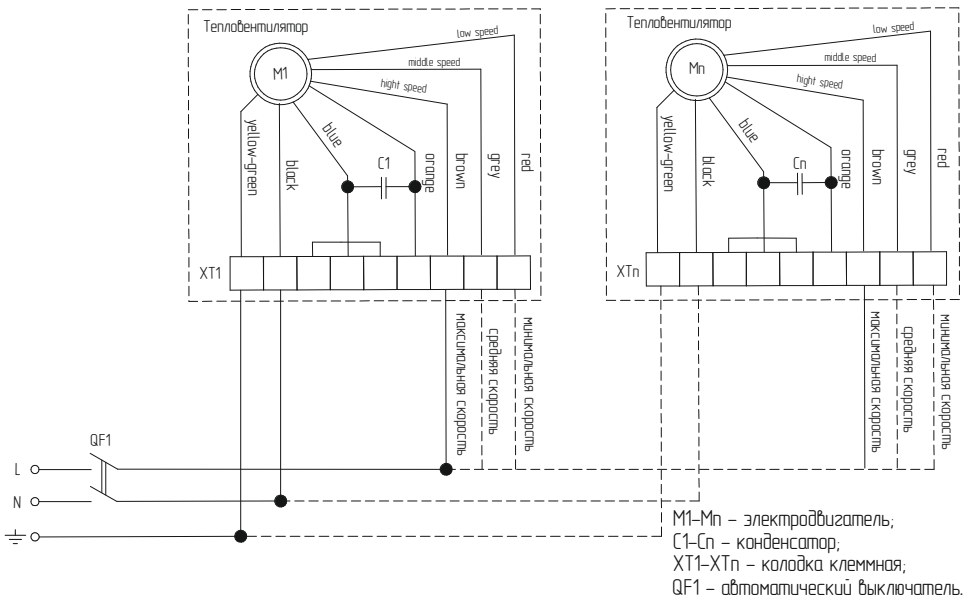 Тепловентилятор
M1
low speed
middle speed
hight speed
yellow-green
black
blue
C1
orange
brown
grey
red
XT1
максимальная скорость
средняя скорость
минимальная скорость
Тепловентилятор
Mn
low speed
middle speed
hight speed
yellow-green
black
blue
Cn
orange
brown
grey
red
XTn
максимальная скорость
средняя скорость
минимальная скорость
QF1
L
N
M1-Mn - электродвигатель;
C1-Cn - конденсатор;
XT1-XTn - колодка клеммная;
QF1 - автоматический выключатель.